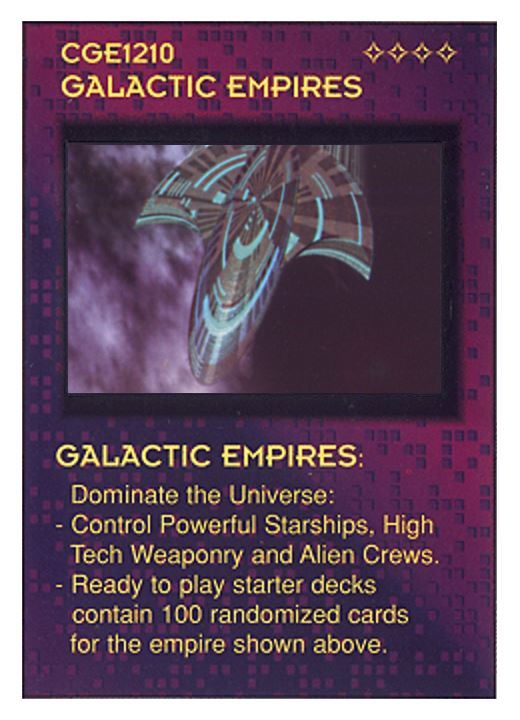 CGE1210
GALACTIC EMPIRES
GALACTIC EMPIRES:
Dominate the Universe:
- Control Powerful Starships, High
Tech Weaponry and Alien Crews.
- Ready to play starter decks
contain 100 randomized cards
for the empire shown above.